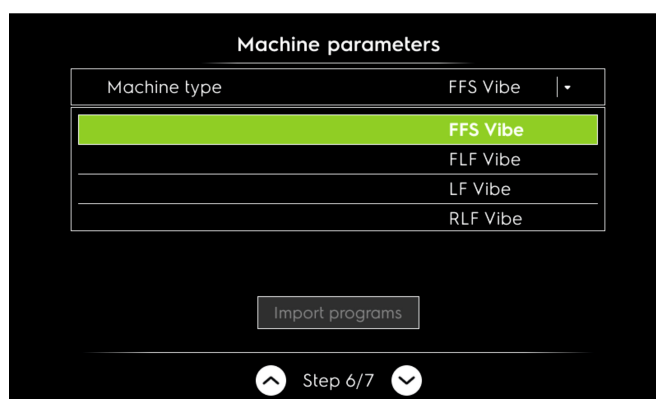 Machine parameters
Machine type FFS Vibe
FFS Vibe
FLF Vibe
LF Vibe
RLF Vibe
Import programs
Step 6/7